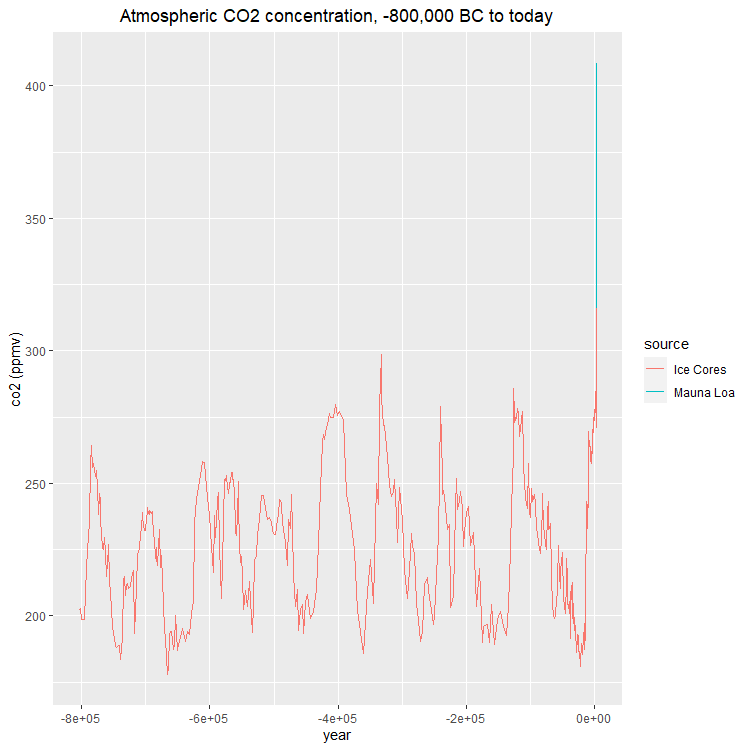 Atmospheric CO2 concentration, -800,000 BC to today
400
350
300
250
200
co2 (ppmv)
-8e+05 -6e+05 -4e+05 -2e+05 0e+00
year
source
Ice Cores
Mauna Loa